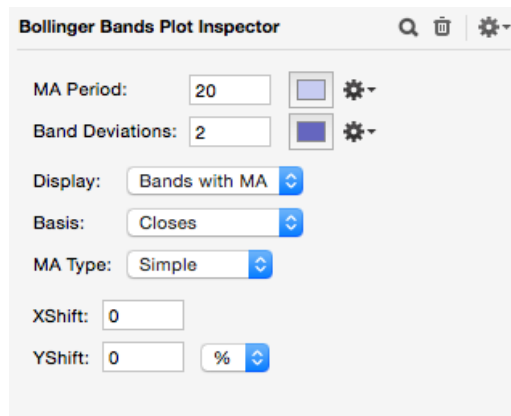 Bollinger Bands Plot Inspector
MA Period: 20
Band Deviations: 2
Display: Bands with MA
Basis: Closes
MA Type: Simple
XShift: 0
YShift: 0 %